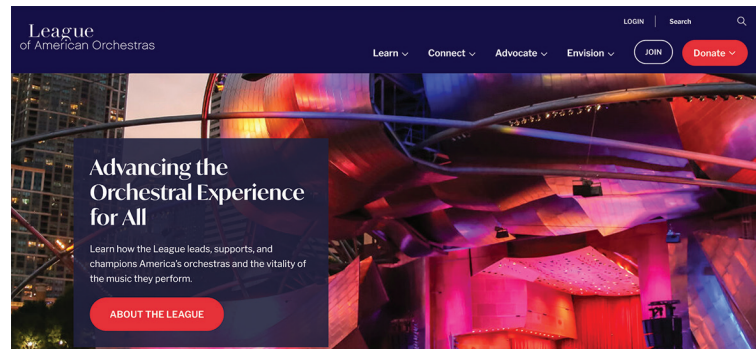 League
of American Orchestras
LOGIN
Search
Learn
Connect
Advocate
Envision
JOIN
Donate
Advancing the
Orchestral Experience
for All
Learn how the League leads, supports, and
champions America's orchestras and the vitality of
the music they perform.
ABOUT THE LEAGUE